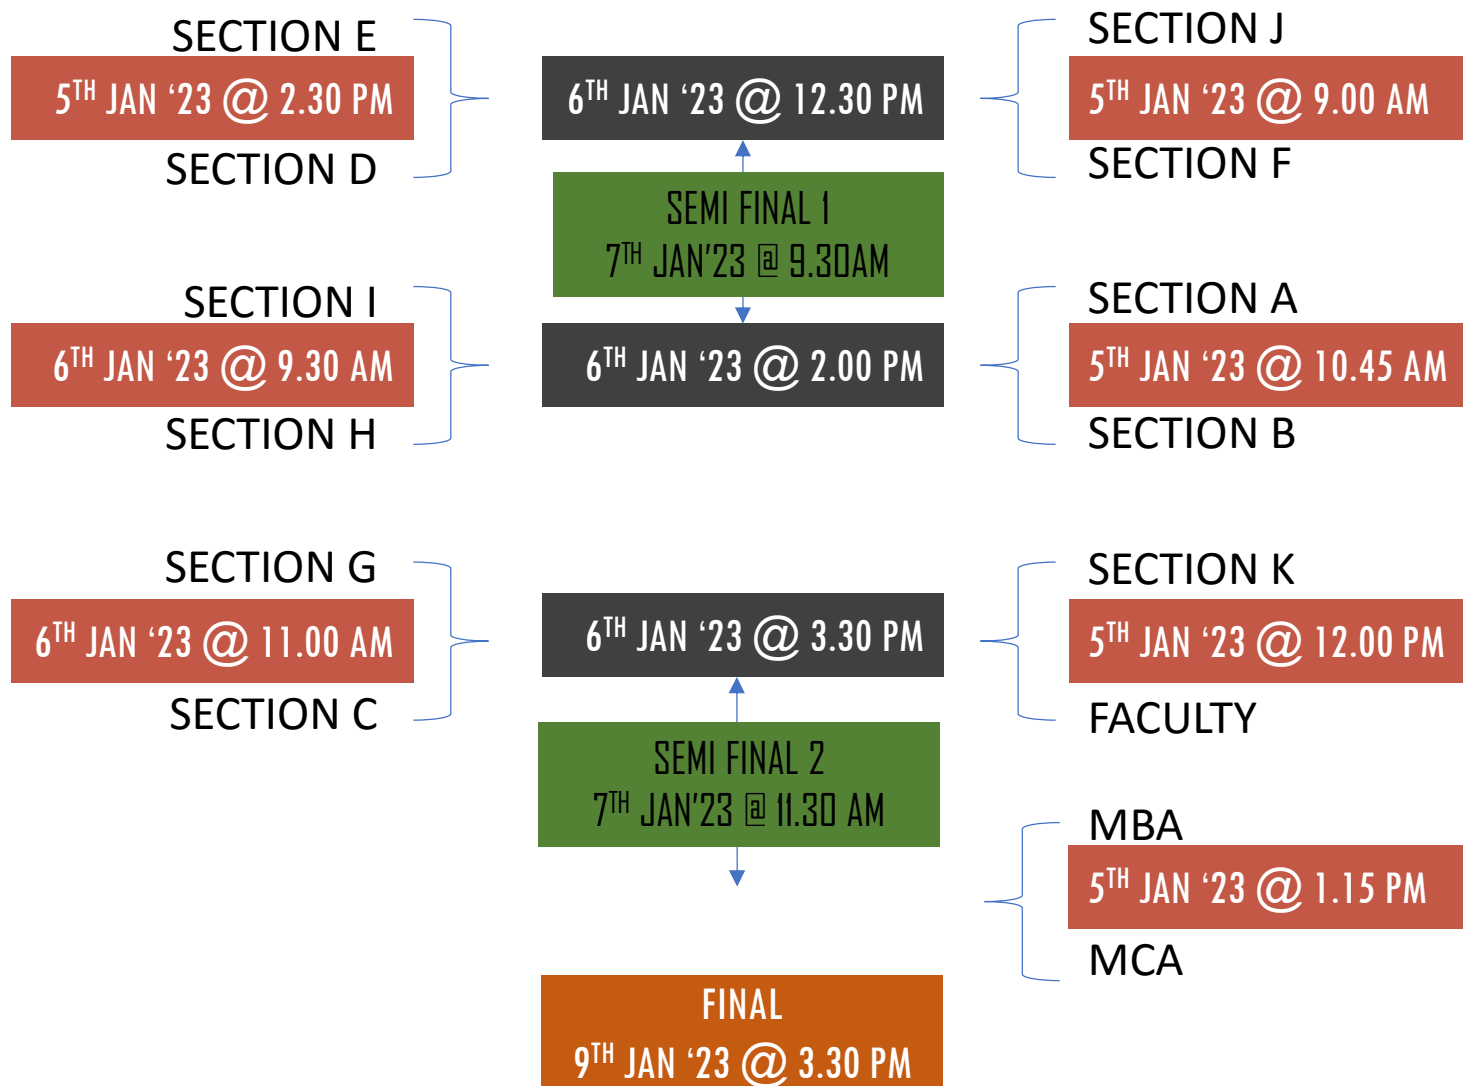 SECTION E
5TH JAN ‘23 @ 2.30 PM
SECTION D
SECTION I
6TH JAN ‘23 @ 9.30 AM
SECTION H
SECTION G
6TH JAN ‘23 @ 11.00 AM
SECTION C
6TH JAN ‘23 @ 12.30 PM
SEMI FINAL 1
7TH JAN’23 @ 9.30AM
6TH JAN ‘23 @ 2.00 PM
6TH JAN ‘23 @ 3.30 PM
SEMI FINAL 2
7TH JAN’23 @ 11.30 AM
FINAL
9TH JAN ‘23 @ 3.30 PM
SECTION J
5TH JAN ‘23 @ 9.00 AM
SECTION F
SECTION A
5TH JAN ‘23 @ 10.45 AM
SECTION B
SECTION K
5TH JAN ‘23 @ 12.00 PM
FACULTY
MBA
5TH JAN ‘23 @ 1.15 PM
MCA